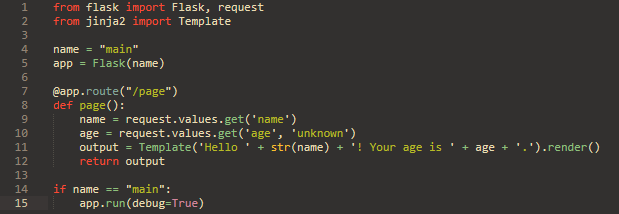 1 from flask import Flask, request
2 from jinja2 import Template
3
4 name = "main"
5 app = Flask(name)
6
7 @app.route("/page")
8 def page():
9     name = request.values.get('name')
10     age = request.values.get('age', 'unknown')
11     output = Template('Hello ' + str(name) + '! Your age is ' + age + '.').render()
12     return output
13
14 if name == "main":
15     app.run(debug=True)